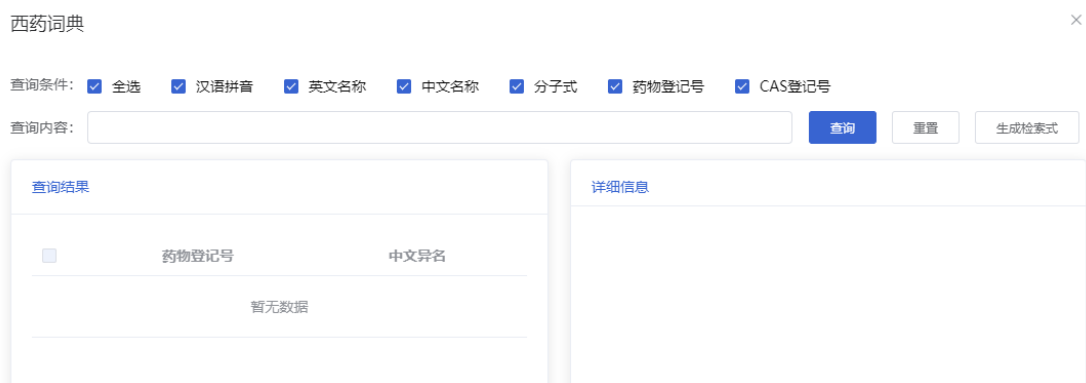 西药词典
查询条件： 全选 汉语拼音 英文名称 中文名称 分子式 药物登记号 CAS登记号
查询内容： 查询 重置 生成检索式
查询结果 详细信息
药物登记号 中文异名
暂无数据